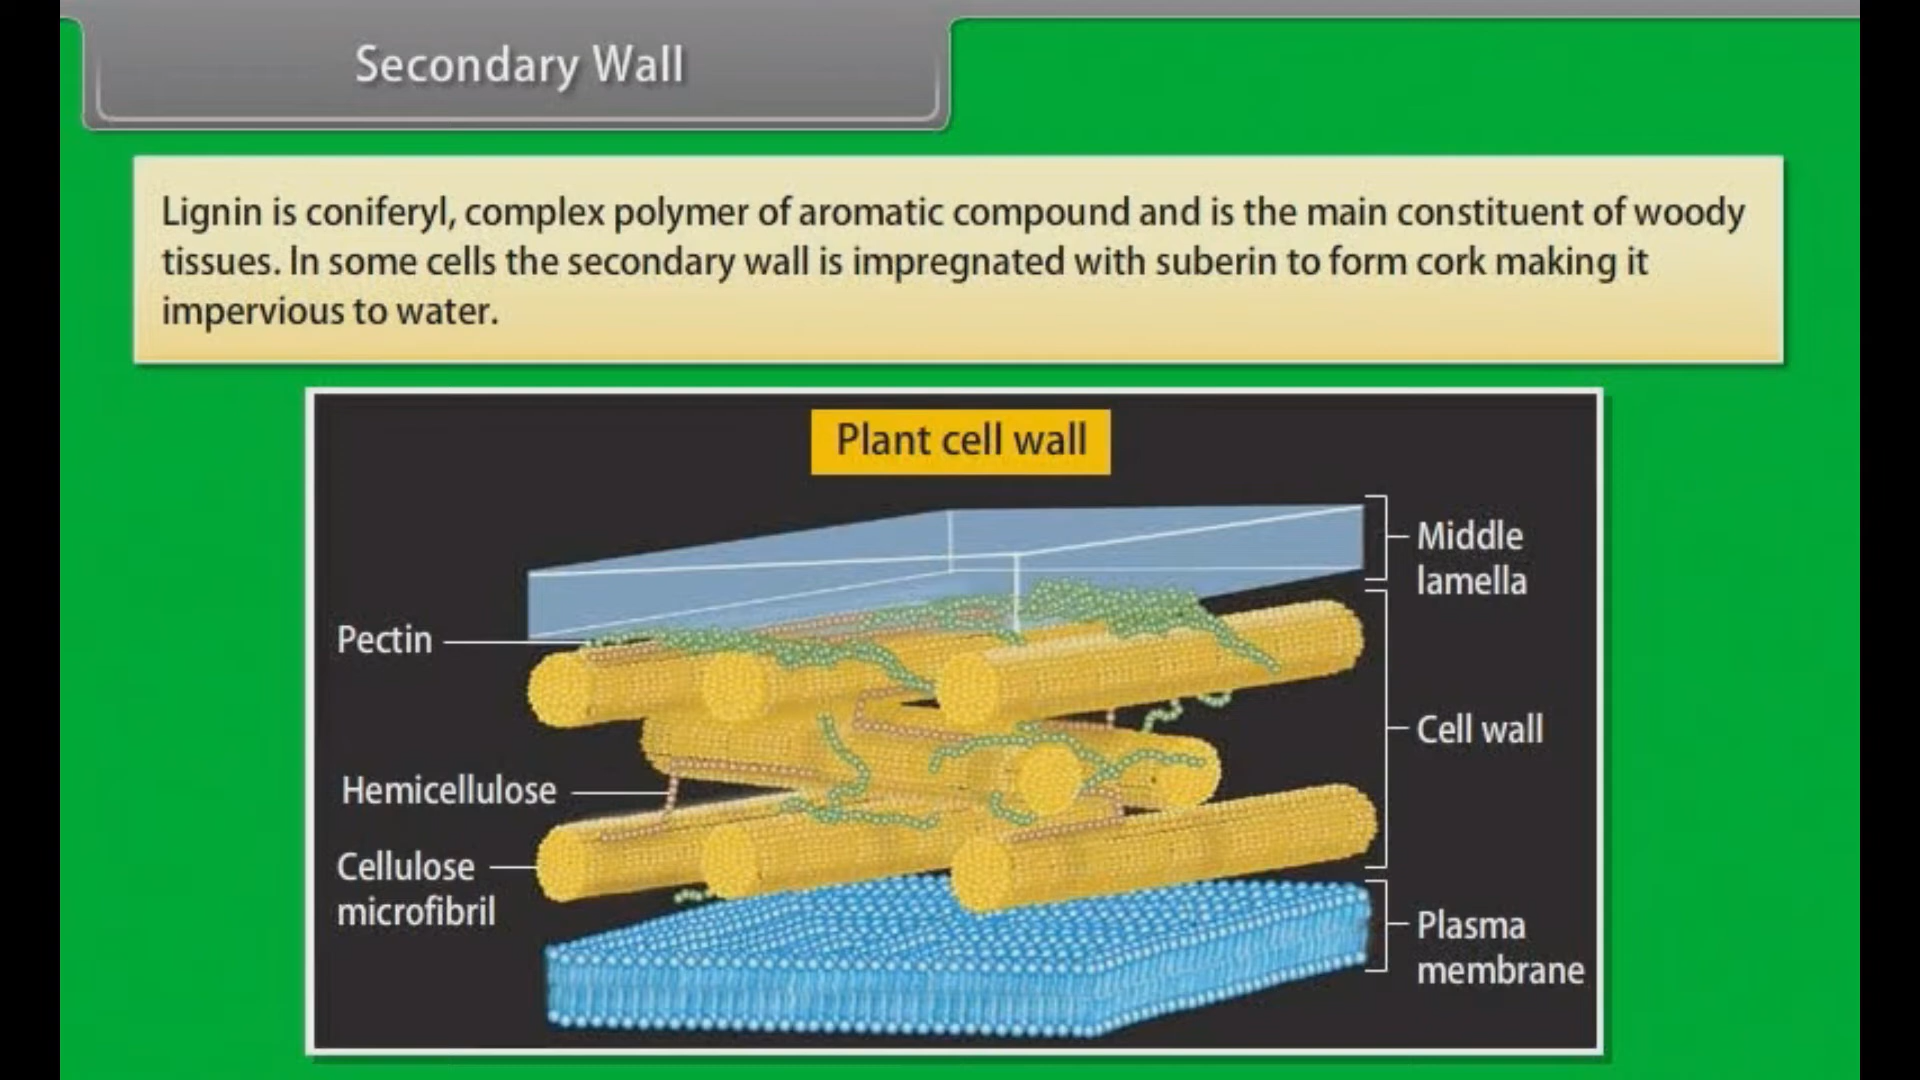 Secondary Wall
Lignin is coniferyl, complex polymer of aromatic compound and is the main constituent of woody
tissues. In some cells the secondary wall is impregnated with suberin to form cork making it
impervious to water.
Plant cell wall
Middle
lamella
Pectin
Cell wall
Hemicellulose
Cellulose
microfibril
Plasma
membrane